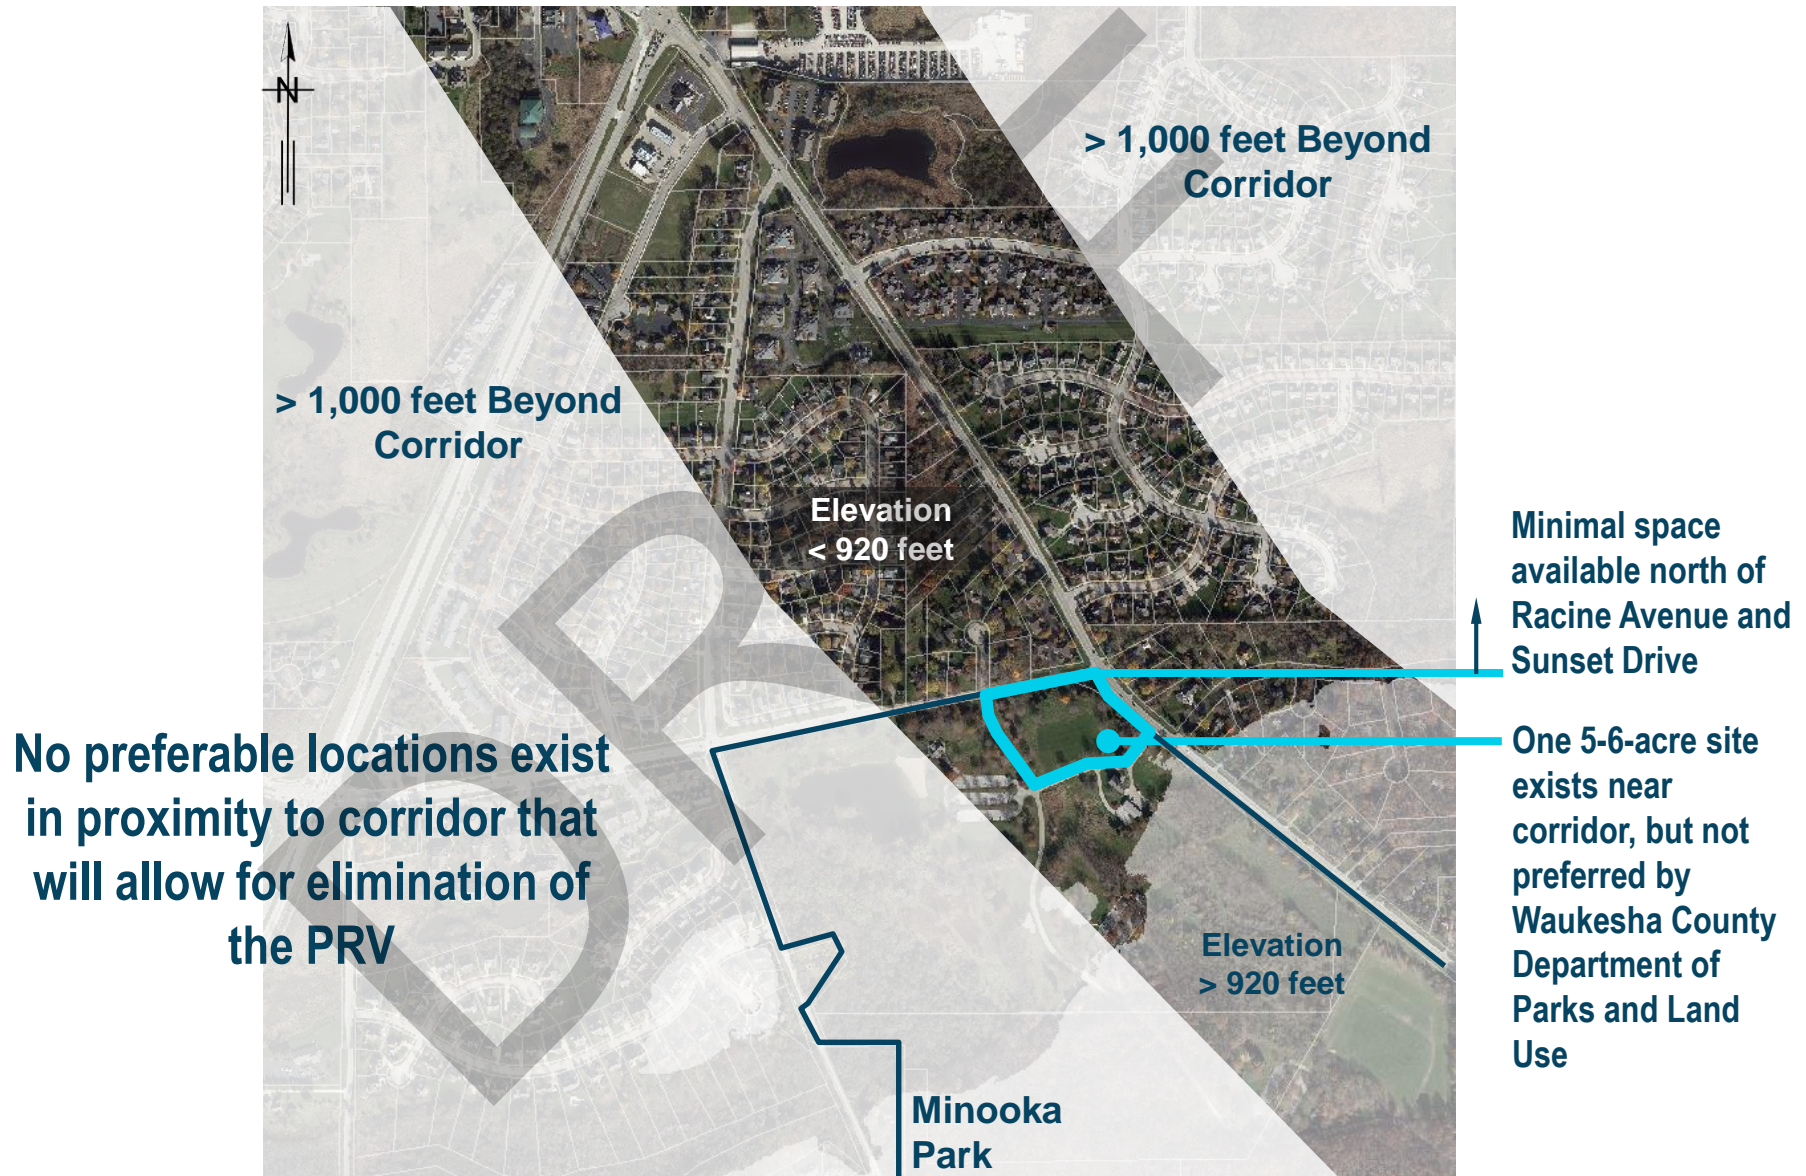 N
> 1,000 feet Beyond
Corridor
> 1,000 feet Beyond
Corridor
Elevation
< 920 feet
Minimal space
available north of
Racine Avenue and
Sunset Drive
No preferable locations exist
in proximity to corridor that
will allow for elimination of
the PRV
One 5-6-acre site
exists near
corridor, but not
preferred by
Waukesha County
Department of
Parks and Land
Use
Elevation
> 920 feet
Minooka
Park
DRAFT